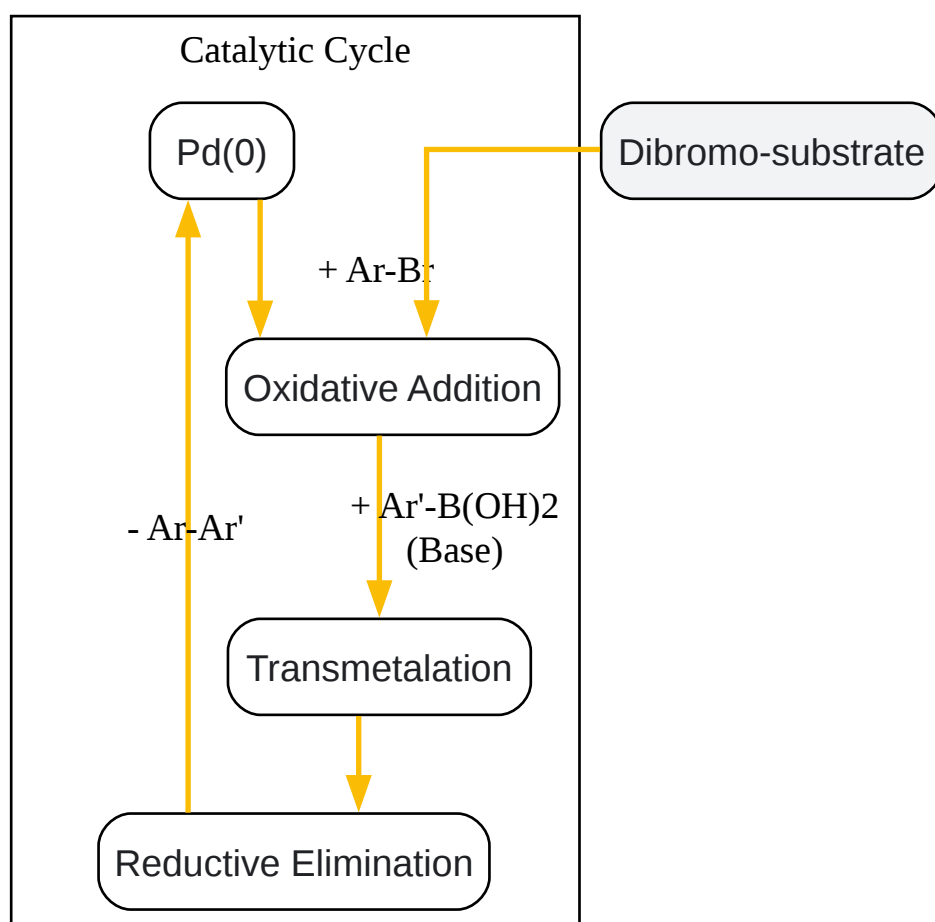 Catalytic Cycle
Pd(0)
Dibromo-substrate
+ Ar-Br
Oxidative Addition
+ Ar'-B(OH)2
(Base)
- Ar-Ar'
Transmetalation
Reductive Elimination